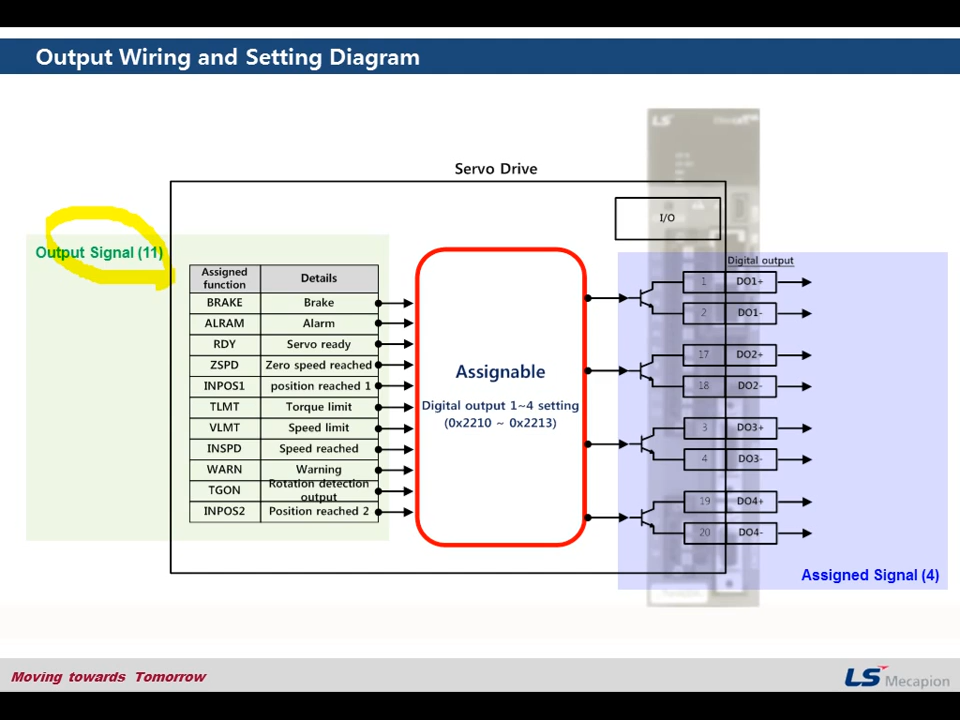 Output Wiring and Setting Diagram
LS
Servo Drive
I/O
Output Signal (11)
Digital output
Assigned function Details
BRAKE Brake
ALRAM Alarm
RDY Servo ready
ZSPD Zero speed reached
INPOS1 position reached 1
TLMT Torque limit
VLMT Speed limit
INSPD Speed reached
WARN Warning
TGON Rotation detection output
INPOS2 Position reached 2
Assignable
Digital output 1~4 setting
(0x2210 ~ 0x2213)
1 DO1+
2 DO1-
17 DO2+
18 DO2-
3 DO3+
4 DO3-
19 DO4+
20 DO4-
Assigned Signal (4)
Moving towards Tomorrow
LS Mecapion